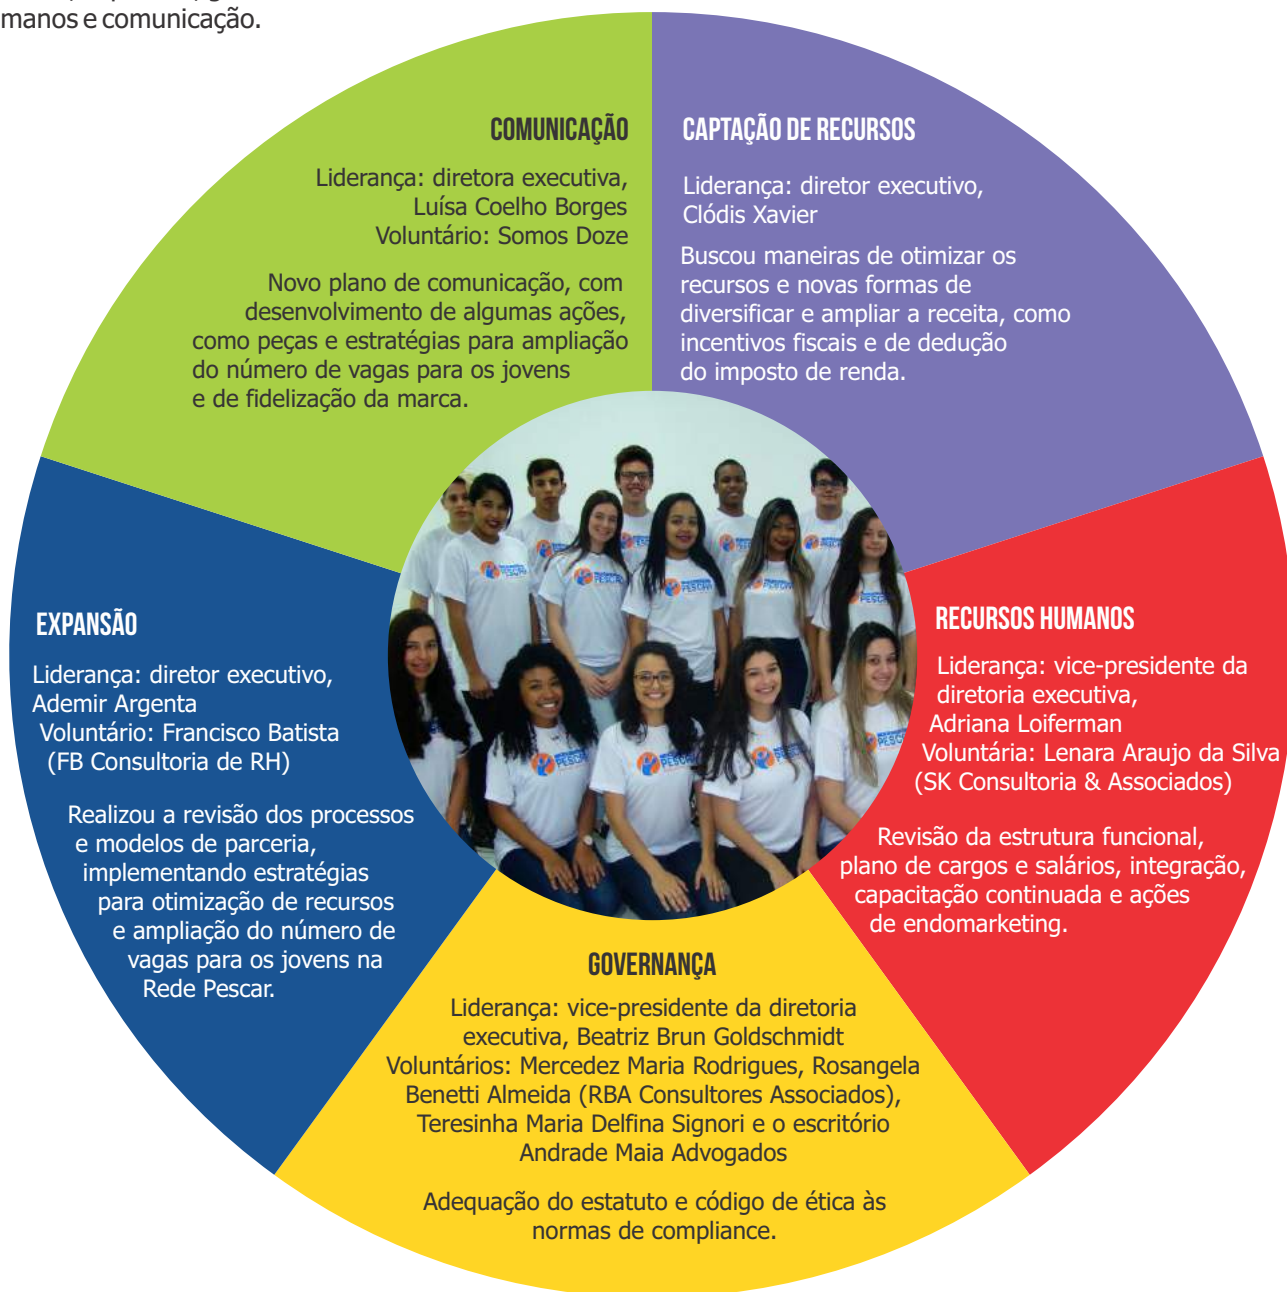 manos e comunicação.
COMUNICAÇÃO
Liderança: diretora executiva,
Luísa Coelho Borges
Voluntário: Somos Doze
Novo plano de comunicação, com
desenvolvimento de algumas ações,
como peças e estratégias para ampliação
do número de vagas para os jovens
e de fidelização da marca.
CAPTAÇÃO DE RECURSOS
Liderança: diretor executivo,
Clódis Xavier
Buscou maneiras de otimizar os
recursos e novas formas de
diversificar e ampliar a receita, como
incentivos fiscais e de dedução
do imposto de renda.
EXPANSÃO
Liderança: diretor executivo,
Ademir Argenta
Voluntário: Francisco Batista
(FB Consultoria de RH)
Realizou a revisão dos processos
e modelos de parceria,
implementando estratégias
para otimização de recursos
e ampliação do número de
vagas para os jovens na
Rede Pescar.
RECURSOS HUMANOS
Liderança: vice-presidente da
diretoria executiva,
Adriana Loiferman
Voluntária: Lenara Araujo da Silva
(SK Consultoria & Associados)
Revisão da estrutura funcional,
plano de cargos e salários, integração,
capacitação continuada e ações
de endomarketing.
GOVERNANÇA
Liderança: vice-presidente da diretoria
executiva, Beatriz Brun Goldschmidt
Voluntários: Mercedez Maria Rodrigues, Rosangela
Benetti Almeida (RBA Consultores Associados),
Teresinha Maria Delfina Signori e o escritório
Andrade Maia Advogados
Adequação do estatuto e código de ética às
normas de compliance.